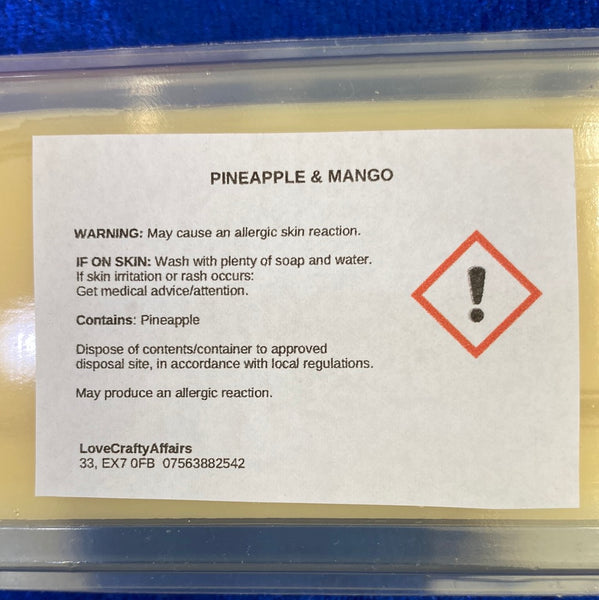 PINEAPPLE & MANGO
WARNING: May cause an allergic skin reaction.
IF ON SKIN: Wash with plenty of soap and water.
If skin irritation or rash occurs:
Get medical advice/attention.
Contains: Pineapple
Dispose of contents/container to approved
disposal site, in accordance with local regulations.
May produce an allergic reaction.
LoveCraftyAffairs
33, EX7 0FB 07563882542